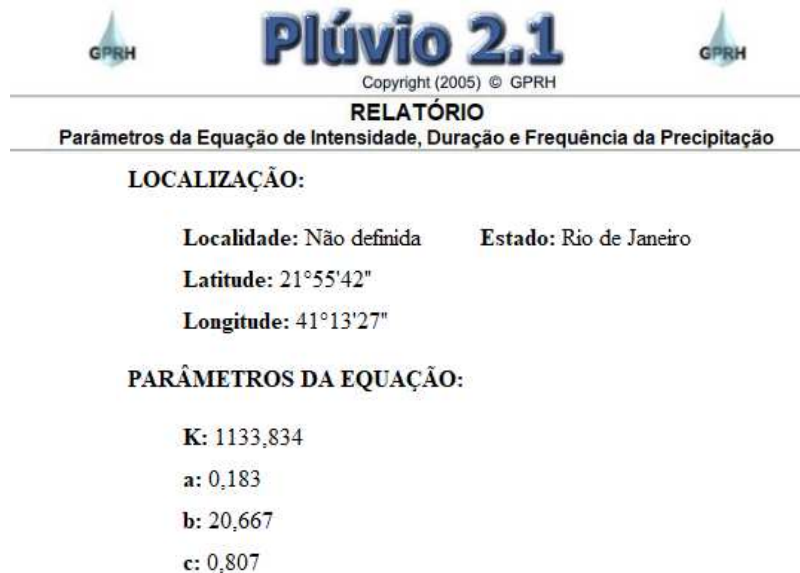 GPRH
Plúvio 2.1
GPRH
Copyright (2005) © GPRH
RELATÓRIO
Parâmetros da Equação de Intensidade, Duração e Frequência da Precipitação
LOCALIZAÇÃO:
Localidade: Não definida Estado: Rio de Janeiro
Latitude: 21°55'42"
Longitude: 41°13'27"
PARÂMETROS DA EQUAÇÃO:
K: 1133,834
a: 0,183
b: 20,667
c: 0,807